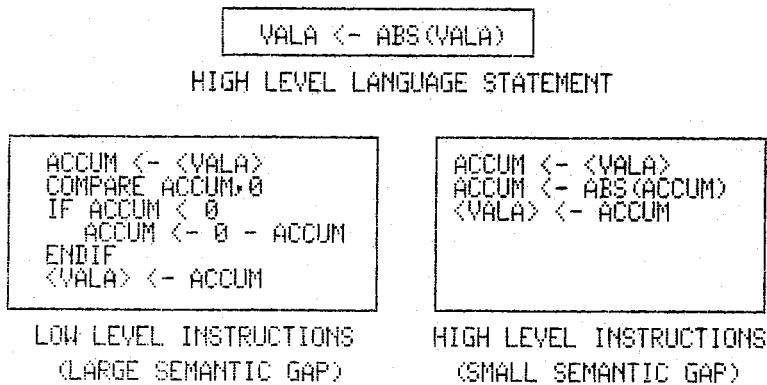 VALA <- ABS(VALA)
HIGH LEVEL LANGUAGE STATEMENT
ACCUM <- <VALA>
COMPARE ACCUM,0
IF ACCUM < 0
ACCUM <- 0 - ACCUM
ENDIF
<VALA> <- ACCUM
LOW LEVEL INSTRUCTIONS
(LARGE SEMANTIC GAP)
ACCUM <- <VALA>
ACCUM <- ABS(ACCUM)
<VALA> <- ACCUM
HIGH LEVEL INSTRUCTIONS
(SMALL SEMANTIC GAP)